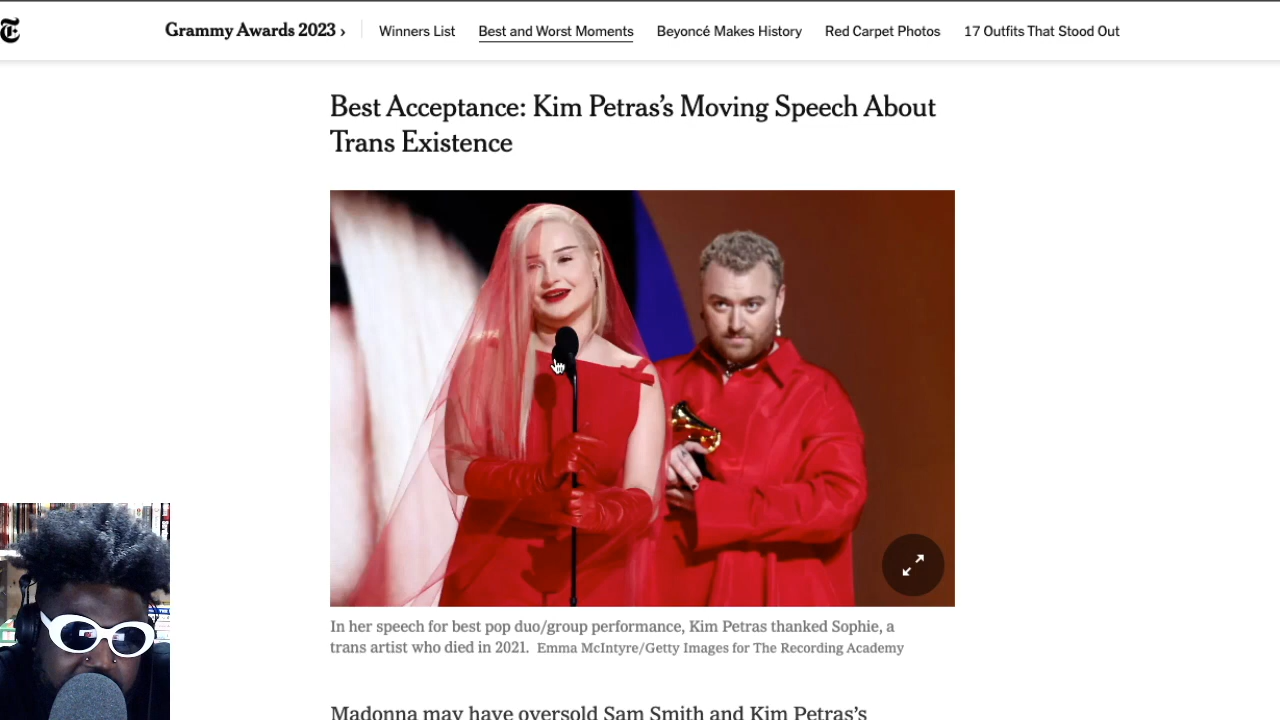 Grammy Awards 2023 › Winners List Best and Worst Moments Beyoncé Makes History Red Carpet Photos 17 Outfits That Stood Out
Best Acceptance: Kim Petras’s Moving Speech About
Trans Existence
In her speech for best pop duo/group performance, Kim Petras thanked Sophie, a
trans artist who died in 2021. Emma McIntyre/Getty Images for The Recording Academy
Madonna may have oversold Sam Smith and Kim Petras’s